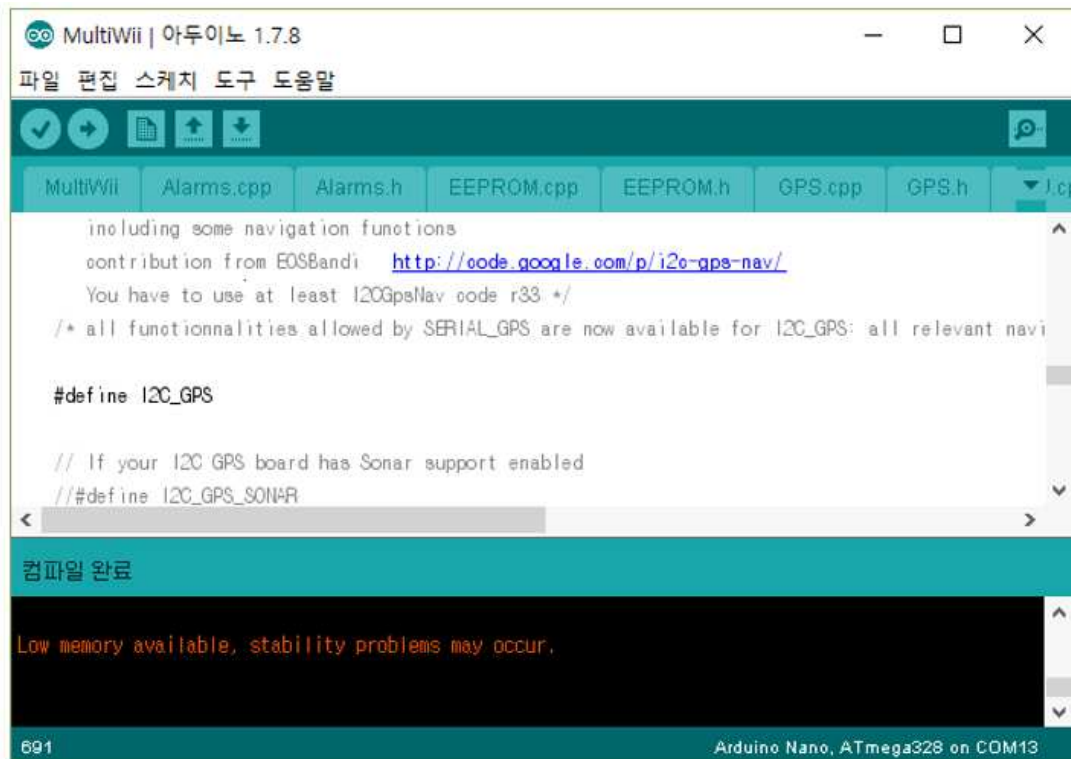 MultiWii | 아두이노 1.7.8
파일 편집 스케치 도구 도움말
MultiWii Alarms.cpp Alarms.h EEPROM.cpp EEPROM.h GPS.cpp GPS.h
including some navigation functions
contribution from EOSBandi http://code.google.com/p/i2c-gps-nav/
You have to use at least I2CGpsNav code r33 */
/* all functionnalities allowed by SERIAL_GPS are now available for I2C_GPS: all relevant navi
#define I2C_GPS
// If your I2C GPS board has Sonar support enabled
//#define I2C_GPS_SONAR
컴파일 완료
Low memory available, stability problems may occur.
691
Arduino Nano, ATmega328 on COM13